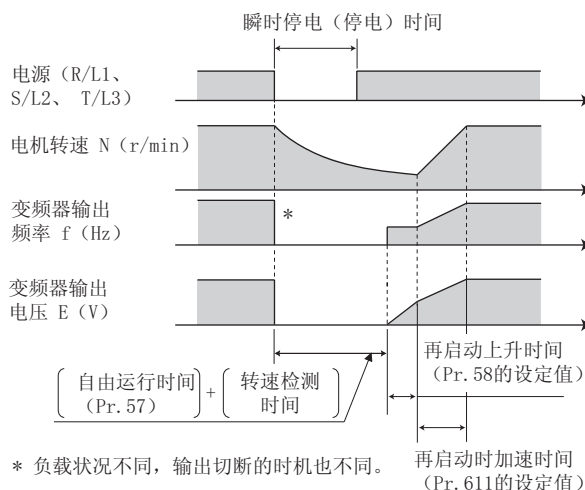 瞬时停电（停电）时间
电源（R/L1、
S/L2、 T/L3）
电机转速 N（r/min）
变频器输出
频率 f（Hz）
*
变频器输出
电压 E（V）
自由运行时间
（Pr.57）
+
转速检测
时间
再启动上升时间
（Pr.58的设定值）
* 负载状况不同，输出切断的时机也不同。
再启动时加速时间
（Pr.611的设定值）